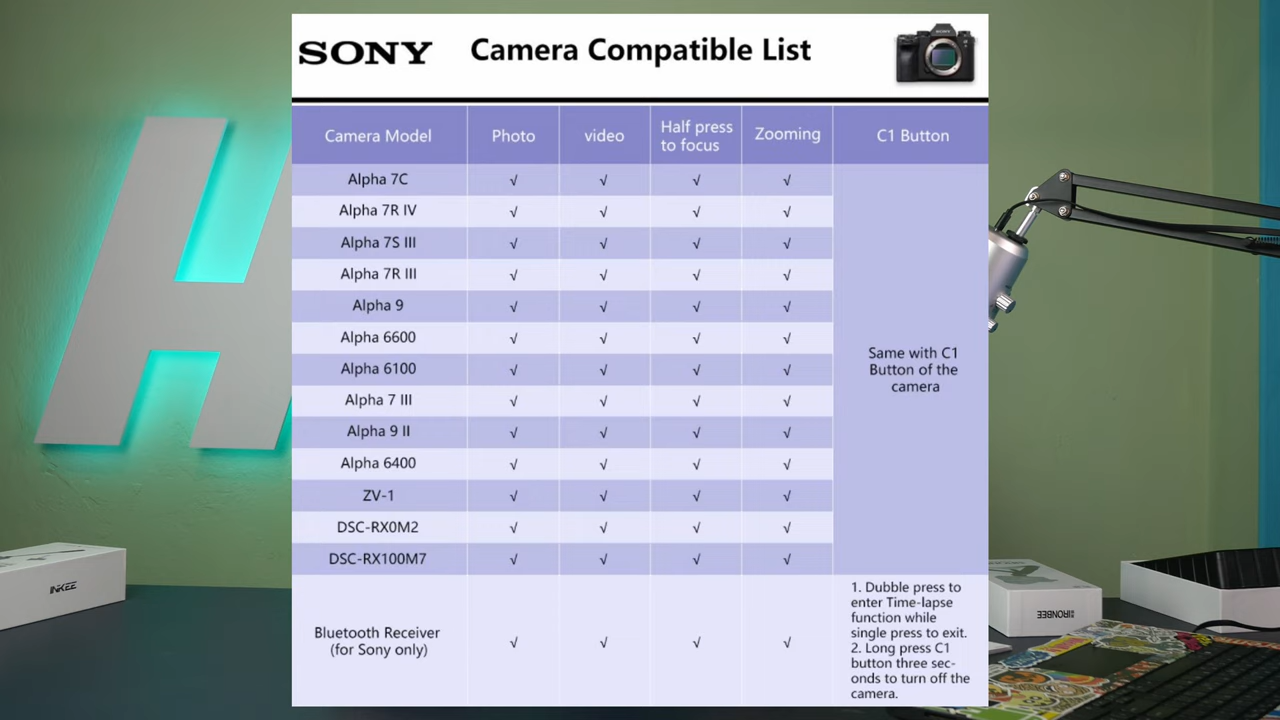 SONY Camera Compatible List
Camera Model Photo video Half press to focus Zooming C1 Button
Alpha 7C √ √ √ √
Alpha 7R IV √ √ √ √
Alpha 7S III √ √ √ √
Alpha 7R III √ √ √ √
Alpha 9 √ √ √ √
Alpha 6600 √ √ √ √
Alpha 6100 √ √ √ √
Alpha 7 III √ √ √ √
Alpha 9 II √ √ √ √
Alpha 6400 √ √ √ √
ZV-1 √ √ √ √
DSC-RX0M2 √ √ √ √
DSC-RX100M7 √ √ √ √
Same with C1
Button of the
camera
Bluetooth Receiver
(for Sony only) √ √ √ √
1. Dubble press to
enter Time-lapse
function while
single press to exit.
2. Long press C1
button three sec-
onds to turn off the
camera.
H
INKEE
IRONBEE